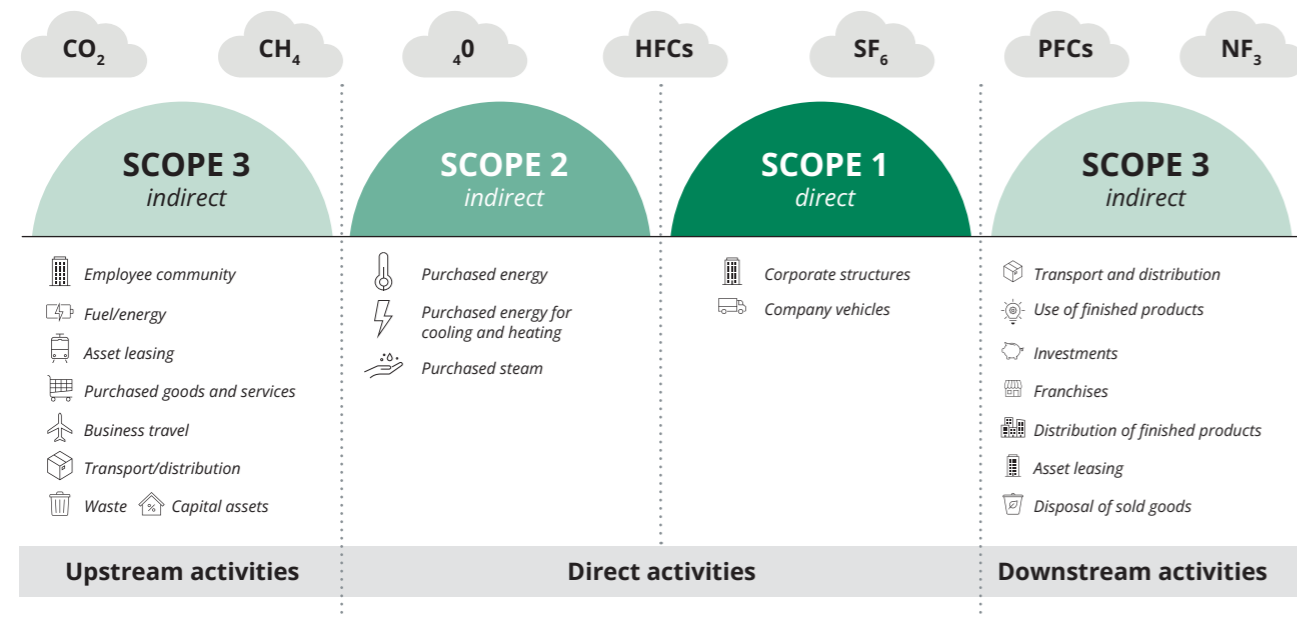 CO₂
CH₄
₄0
HFCs
SF₆
PFCs
NF₃
SCOPE 3
indirect
SCOPE 2
indirect
SCOPE 1
direct
SCOPE 3
indirect
Employee community
Fuel/energy
Asset leasing
Purchased goods and services
Business travel
Transport/distribution
Waste
% Capital assets
Purchased energy
Purchased energy for
cooling and heating
Purchased steam
Corporate structures
Company vehicles
Transport and distribution
Use of finished products
Investments
Franchises
Distribution of finished products
Asset leasing
Disposal of sold goods
Upstream activities
Direct activities
Downstream activities